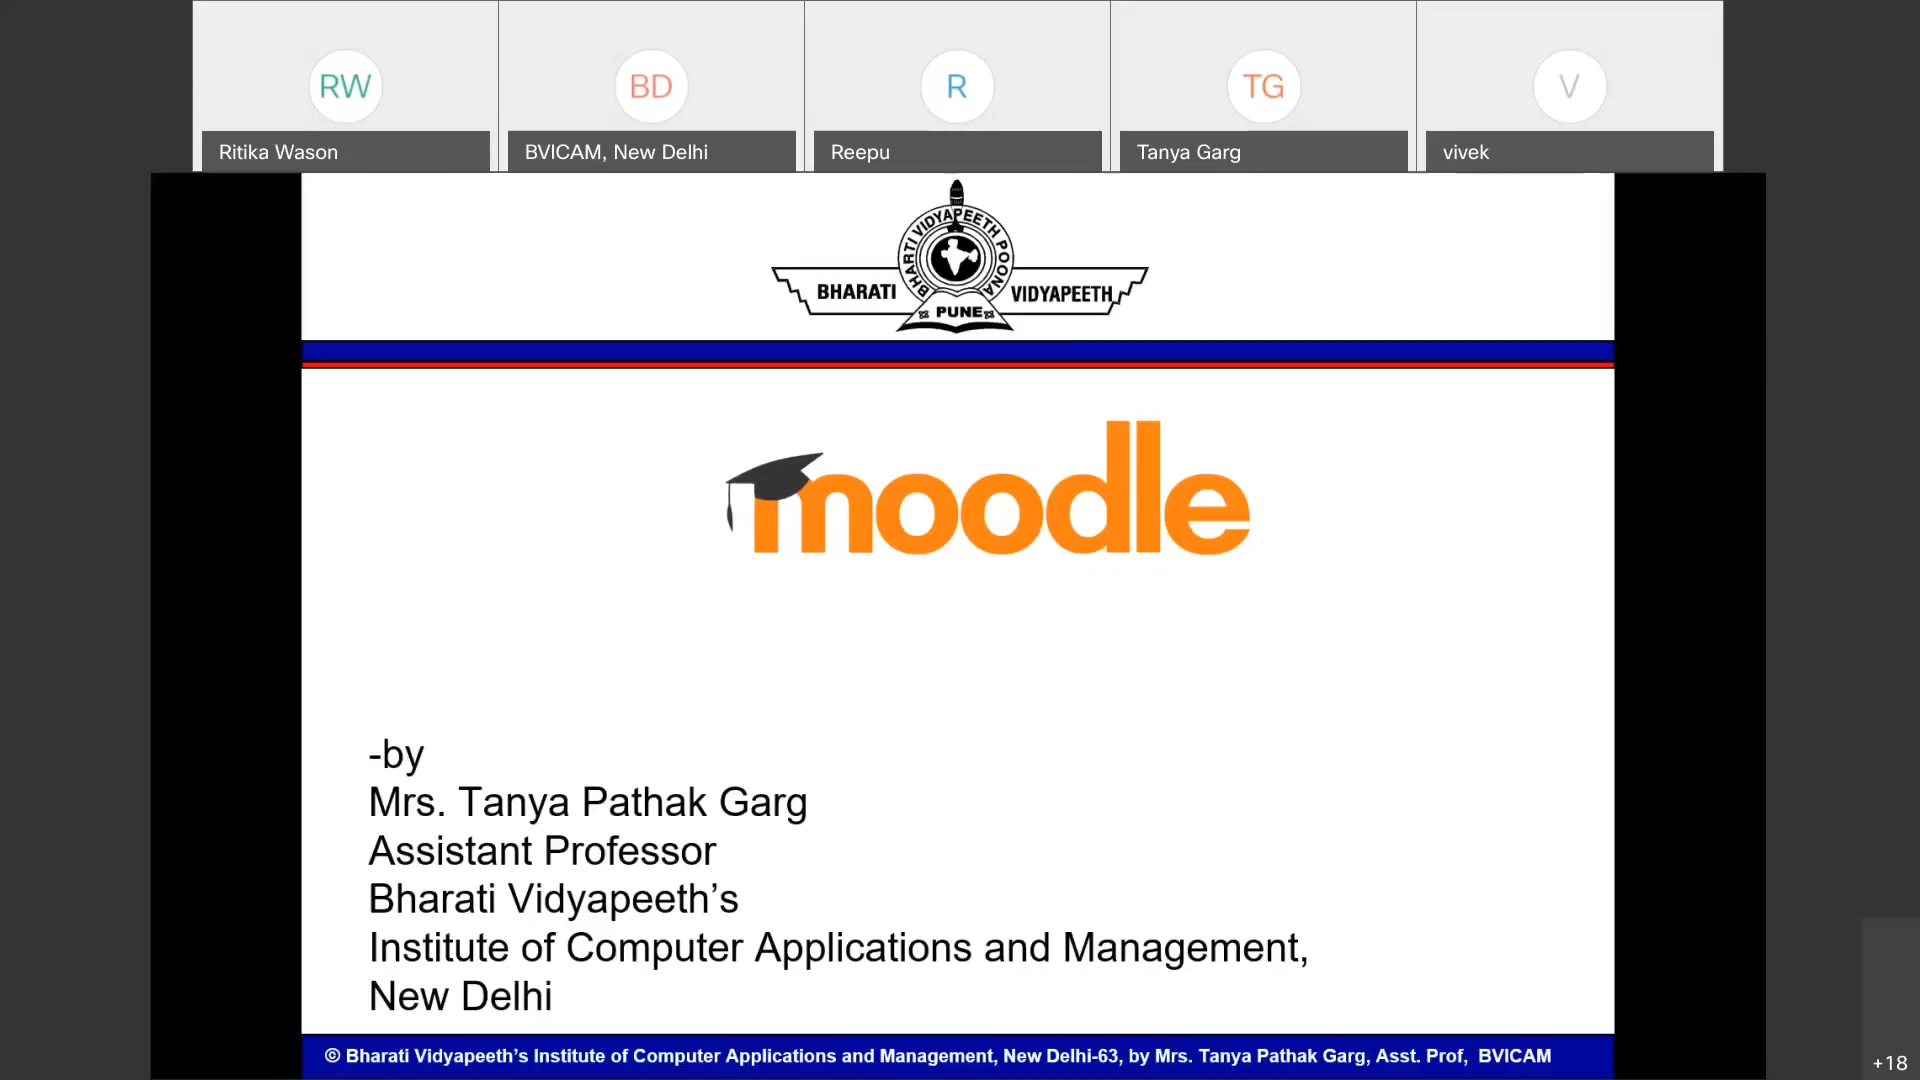 RW
BD
R
TG
V
Ritika Wason
BVICAM, New Delhi
Reepu
Tanya Garg
vivek
BHARTI VIDYAPEETH POONA
BHARATI
VIDYAPEETH
PUNE
moodle
-by
Mrs. Tanya Pathak Garg
Assistant Professor
Bharati Vidyapeeth’s
Institute of Computer Applications and Management,
New Delhi
© Bharati Vidyapeeth’s Institute of Computer Applications and Management, New Delhi-63, by Mrs. Tanya Pathak Garg, Asst. Prof, BVICAM
+18